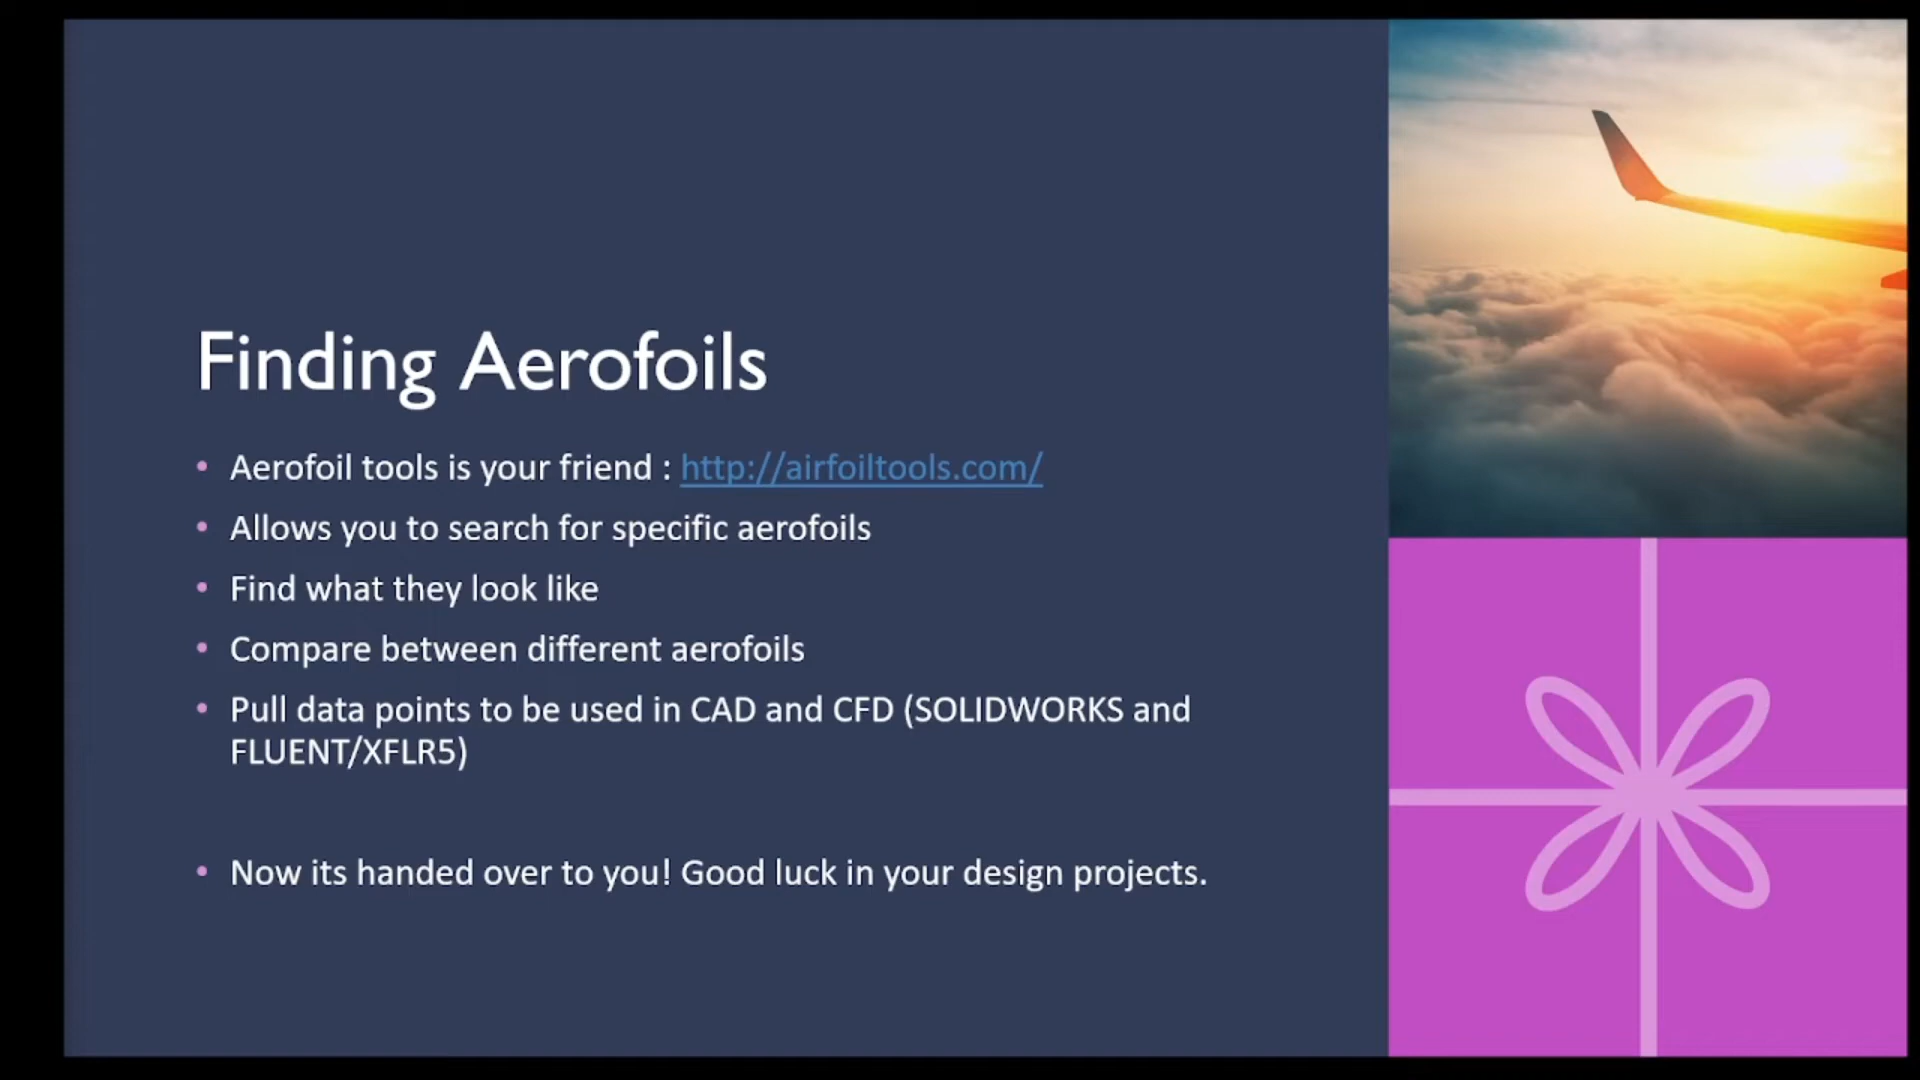 Finding Aerofoils
• Aerofoil tools is your friend : http://airfoiltools.com/
• Allows you to search for specific aerofoils
• Find what they look like
• Compare between different aerofoils
• Pull data points to be used in CAD and CFD (SOLIDWORKS and
FLUENT/XFLR5)
• Now its handed over to you! Good luck in your design projects.